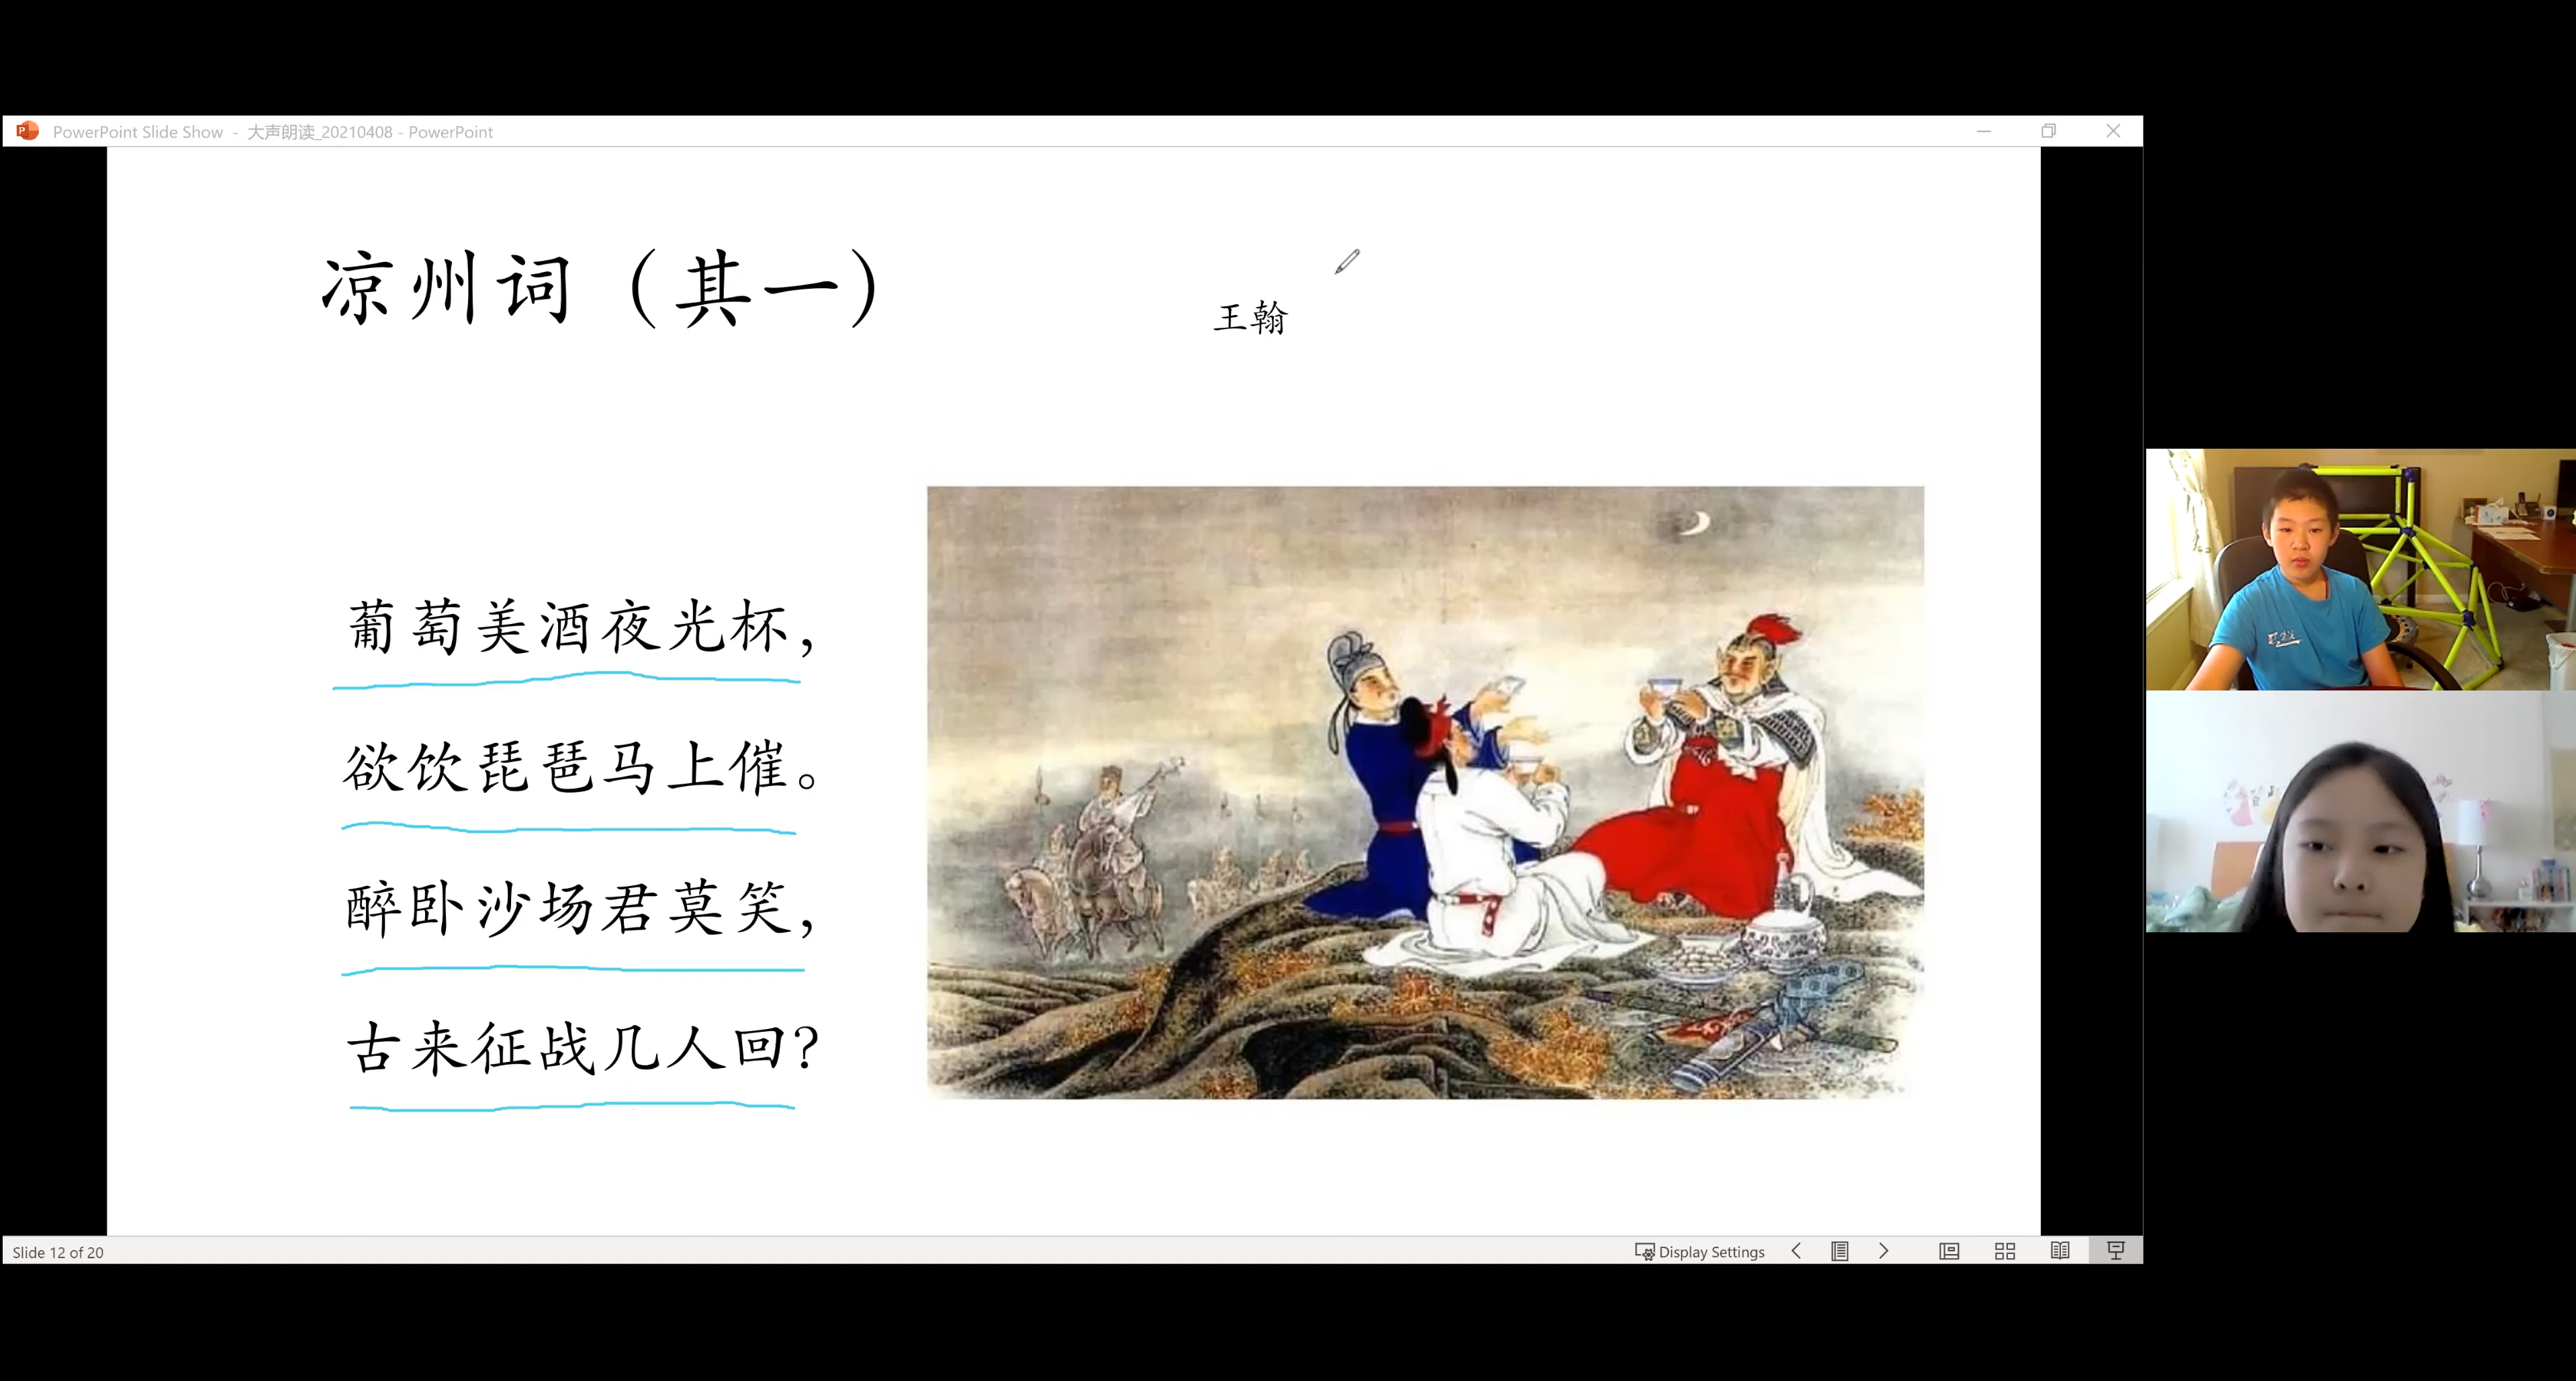 PowerPoint Slide Show - 大声朗读_20210408 - PowerPoint
凉州词（其一）
王翰
葡萄美酒夜光杯，
欲饮琵琶马上催。
醉卧沙场君莫笑，
古来征战几人回？
Slide 12 of 20
Display Settings